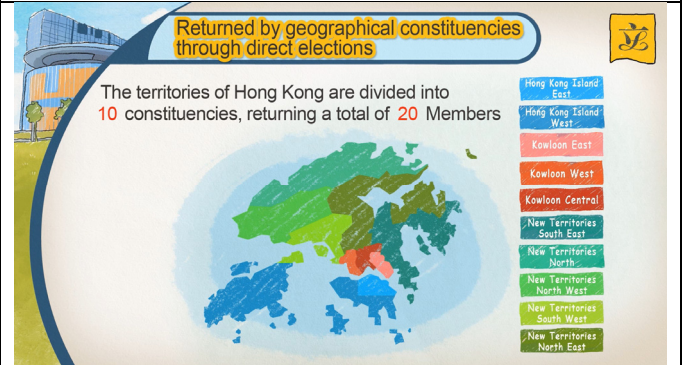 Returned by geographical constituencies
through direct elections
The territories of Hong Kong are divided into
10 constituencies, returning a total of 20 Members
Hong Kong Island
East
Hong Kong Island
West
Kowloon East
Kowloon West
Kowloon Central
New Territories
South East
New Territories
North
New Territories
North West
New Territories
South West
New Territories
North East